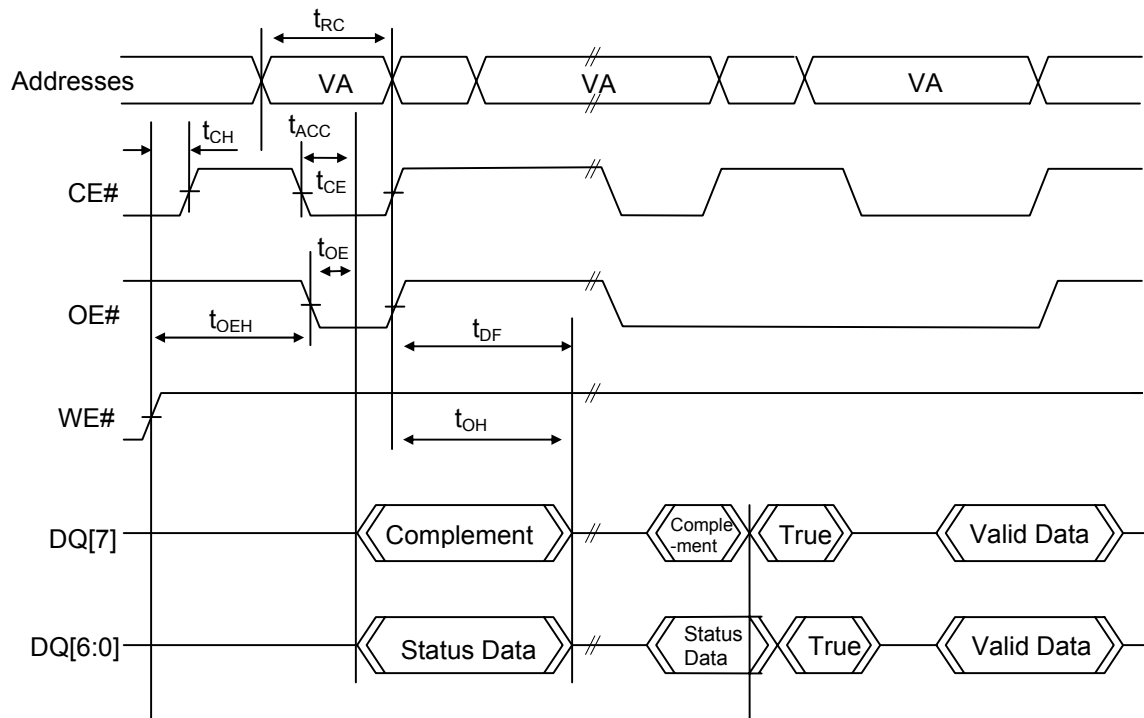 tRC
Addresses VA VA VA
tCH tACC
CE# tCE
tOE
OE#
tOEH tDF
WE#
tOH
DQ[7] Complement Comple
-ment True Valid Data
DQ[6:0] Status Data Status
Data True Valid Data